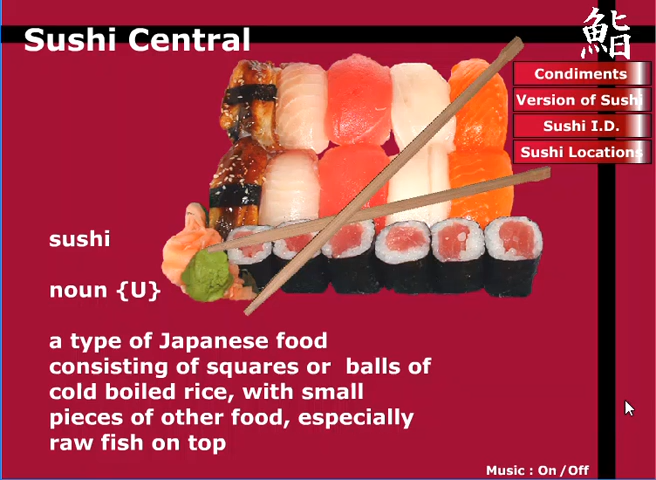 Sushi Central
鮨
Condiments
Version of Sushi
Sushi I.D.
Sushi Locations
sushi
noun {U}
a type of Japanese food
consisting of squares or balls of
cold boiled rice, with small
pieces of other food, especially
raw fish on top
Music : On /Off